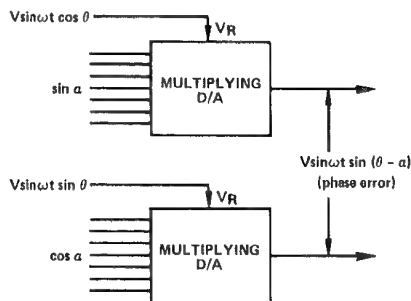 Vsinωt cos θ
VR
sin α
MULTIPLYING
D/A
Vsinωt sin (θ - α)
(phase error)
Vsinωt sin θ
VR
cos α
MULTIPLYING
D/A